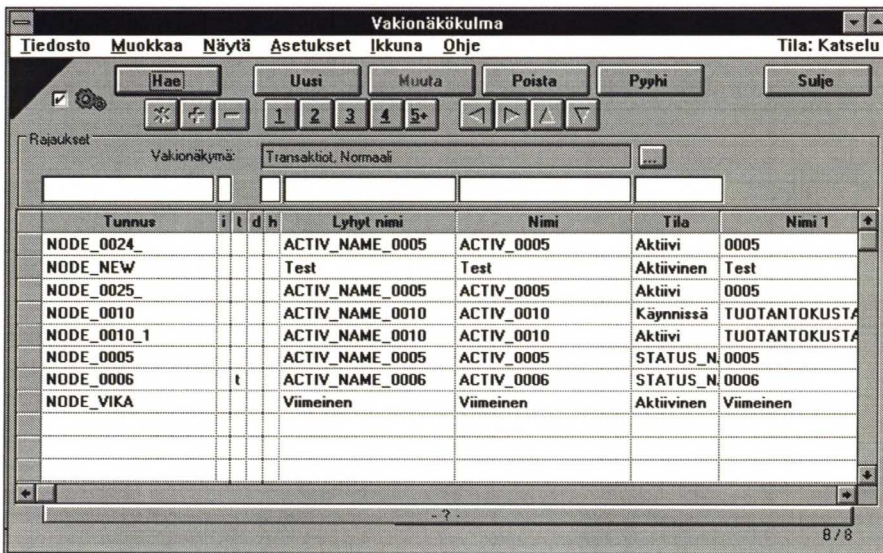 Vakionäkökulma
Tiedosto Muokkaa Näytä Asetukset Ikkuna Ohje Tila: Katselu
Hae Uusi Muuta Poista Pyyhi Sulje
1 2 3 4 5+
Rajaukset
Vakionäkymä: Transaktiot, Normaali ...
Tunnus i t d h Lyhyt nimi Nimi Tila Nimi 1
NODE_0024_ ACTIV_NAME_0005 ACTIV_0005 Aktiivi 0005
NODE_NEW Test Test Aktiivinen Test
NODE_0025_ ACTIV_NAME_0005 ACTIV_0005 Aktiivi 0005
NODE_0010 ACTIV_NAME_0010 ACTIV_0010 Käynnissä TUOTANTOKUSTA
NODE_0010_1 ACTIV_NAME_0010 ACTIV_0010 Aktiivi TUOTANTOKUSTA
NODE_0005 ACTIV_NAME_0005 ACTIV_0005 STATUS_N. 0005
NODE_0006 t ACTIV_NAME_0006 ACTIV_0006 STATUS_N. 0006
NODE_VIKA Viimeinen Viimeinen Aktiivinen Viimeinen
- ? -
8 / 8